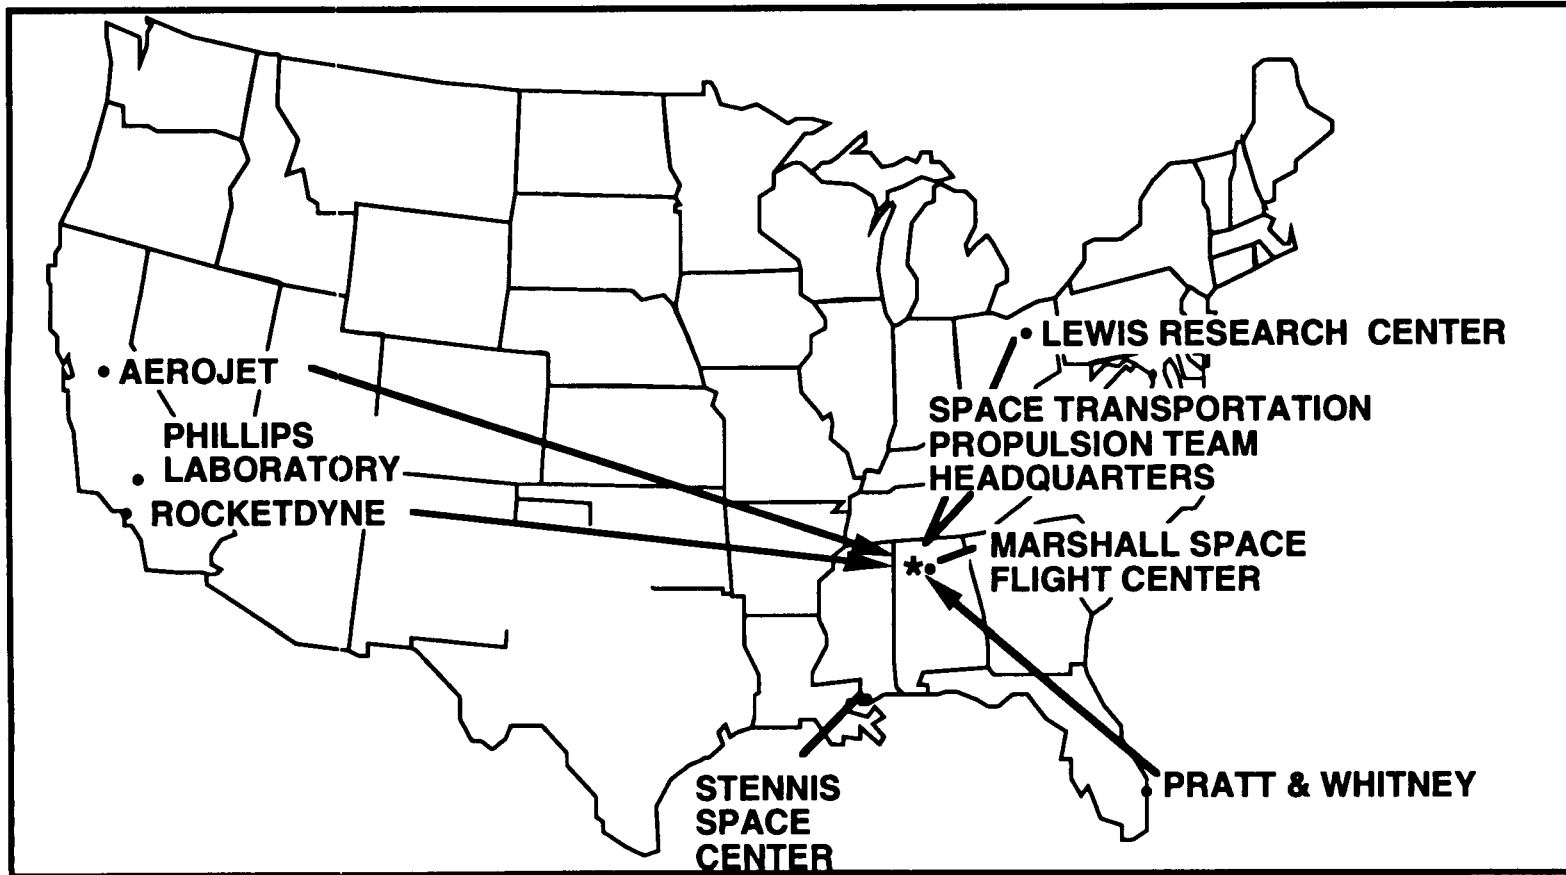 LEWIS RESEARCH CENTER
AEROJET
SPACE TRANSPORTATION
PROPULSION TEAM
HEADQUARTERS
PHILLIPS
LABORATORY
ROCKETDYNE
MARSHALL SPACE
FLIGHT CENTER
*
STENNIS
SPACE
CENTER
PRATT & WHITNEY